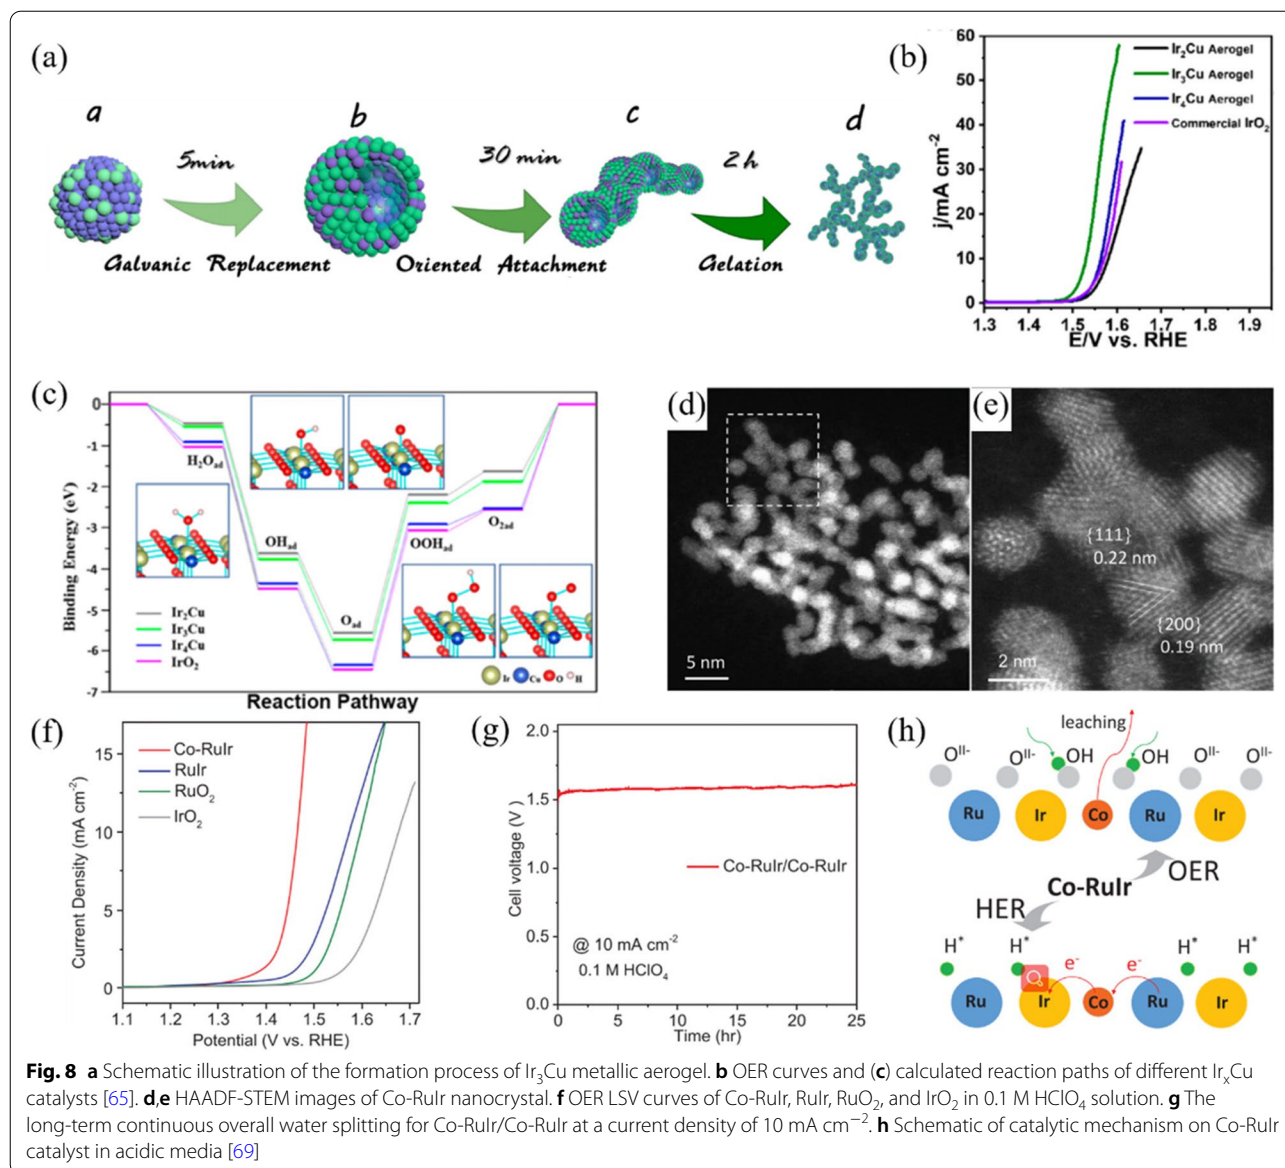 (a)
a
b
c
d
5min
30 min
2 h
Galvanic Replacement
Oriented Attachment
Gelation
(b)
Ir₂Cu Aerogel
Ir₃Cu Aerogel
Ir₄Cu Aerogel
Commercial IrO₂
j/mA cm⁻²
60
50
40
30
20
10
0
1.3 1.4 1.5 1.6 1.7 1.8 1.9
E/V vs. RHE
(c)
Binding Energy (eV)
0
-1
-2
-3
-4
-5
-6
-7
H₂Oad
OHad
Oad
OOHad
O₂ad
Ir₂Cu
Ir₃Cu
Ir₄Cu
IrO₂
Ir Cu O H
Reaction Pathway
(d)
5 nm
(e)
{111}
0.22 nm
{200}
0.19 nm
2 nm
(f)
Co-RuIr
RuIr
RuO₂
IrO₂
Current Density (mA cm⁻²)
15
10
5
0
1.1 1.2 1.3 1.4 1.5 1.6 1.7
Potential (V vs. RHE)
(g)
Cell voltage (V )
2.0
1.5
1.0
0.5
0.0
Co-RuIr/Co-RuIr
@ 10 mA cm⁻²
0.1 M HClO₄
0 5 10 15 20 25
Time (hr)
(h)
leaching
Oᴵᴵ⁻ Oᴵᴵ⁻ OH OH Oᴵᴵ⁻ Oᴵᴵ⁻
Ru Ir Co Ru Ir
OER
Co-RuIr
HER
H* H* H* H*
e⁻ e⁻
Ru Ir Co Ru Ir
Fig. 8 a Schematic illustration of the formation process of Ir₃Cu metallic aerogel. b OER curves and (c) calculated reaction paths of different IrₓCu
catalysts [65]. d,e HAADF-STEM images of Co-RuIr nanocrystal. f OER LSV curves of Co-RuIr, RuIr, RuO₂, and IrO₂ in 0.1 M HClO₄ solution. g The
long-term continuous overall water splitting for Co-RuIr/Co-RuIr at a current density of 10 mA cm⁻². h Schematic of catalytic mechanism on Co-RuIr
catalyst in acidic media [69]